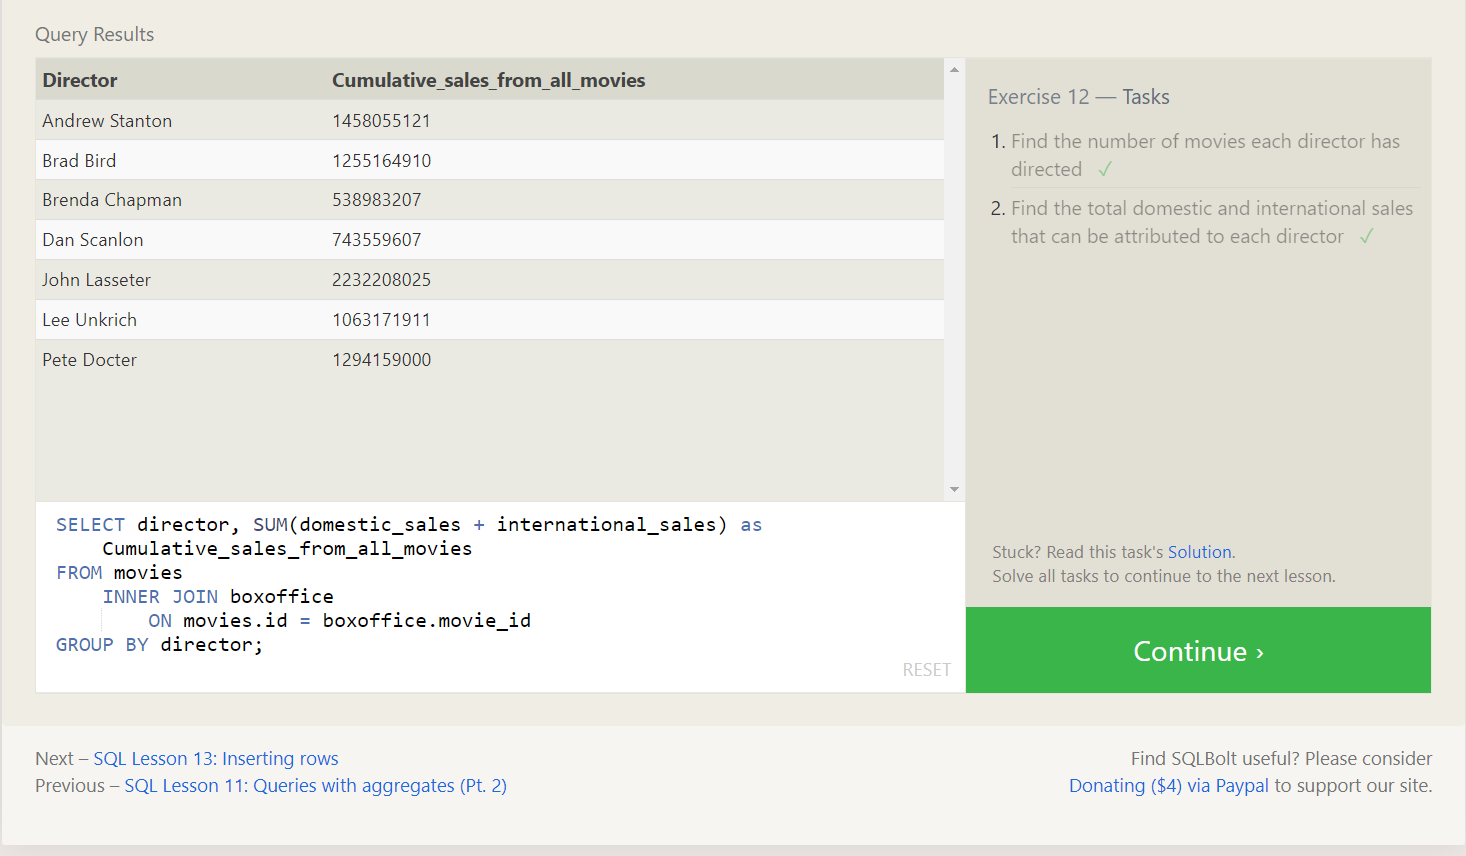 Query Results
Director Cumulative_sales_from_all_movies
Andrew Stanton 1458055121
Brad Bird 1255164910
Brenda Chapman 538983207
Dan Scanlon 743559607
John Lasseter 2232208025
Lee Unkrich 1063171911
Pete Docter 1294159000
SELECT director, SUM(domestic_sales + international_sales) as
Cumulative_sales_from_all_movies
FROM movies
INNER JOIN boxoffice
ON movies.id = boxoffice.movie_id
GROUP BY director;
RESET
Exercise 12 — Tasks
1. Find the number of movies each director has
directed ✓
2. Find the total domestic and international sales
that can be attributed to each director ✓
Stuck? Read this task's Solution.
Solve all tasks to continue to the next lesson.
Continue ›
Next – SQL Lesson 13: Inserting rows
Previous – SQL Lesson 11: Queries with aggregates (Pt. 2)
Find SQLBolt useful? Please consider
Donating ($4) via Paypal to support our site.